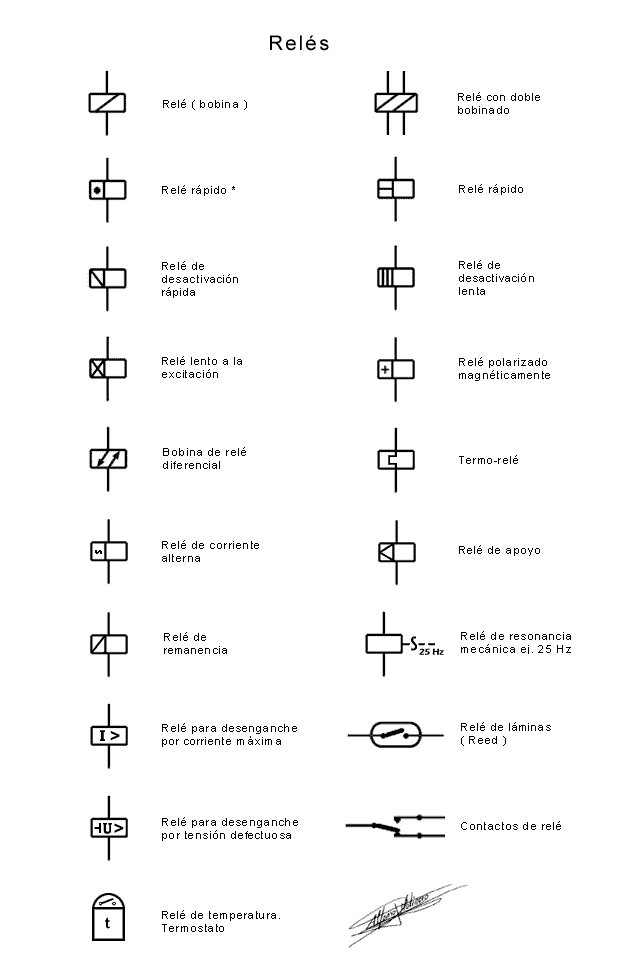 Relés
Relé ( bobina )
Relé con doble
bobinado
Relé rápido *
Relé rápido
Relé de
desactivación
rápida
Relé de
desactivación
lenta
Relé lento a la
excitación
Relé polarizado
magnéticamente
+
Bobina de relé
diferencial
Termo-relé
Relé de corriente
alterna
Relé de apoyo
Relé de
remanencia
25 Hz
Relé de resonancia
mecánica ej. 25 Hz
I >
Relé para desenganche
por corriente máxima
Relé de láminas
( Reed )
U>
Relé para desenganche
por tensión defectuosa
Contactos de relé
t
Relé de temperatura.
Termostato